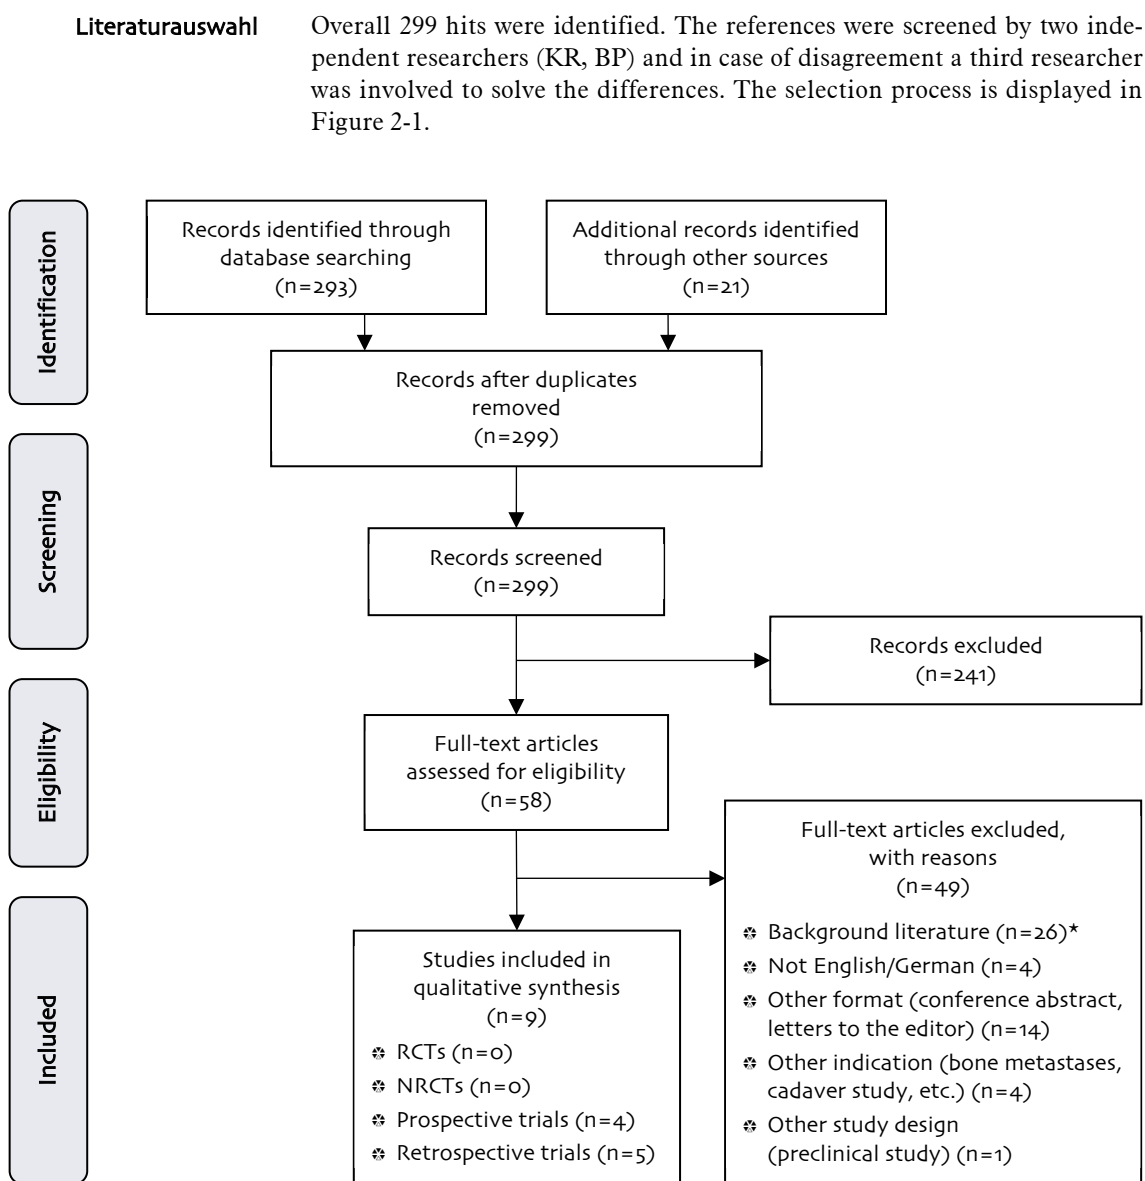 Literaturauswahl
Overall 299 hits were identified. The references were screened by two inde-
pendent researchers (KR, BP) and in case of disagreement a third researcher
was involved to solve the differences. The selection process is displayed in
Figure 2-1.
Identification
Records identified through
database searching
(n=293)
Additional records identified
through other sources
(n=21)
Records after duplicates
removed
(n=299)
Screening
Records screened
(n=299)
Records excluded
(n=241)
Eligibility
Full-text articles
assessed for eligibility
(n=58)
Full-text articles excluded,
with reasons
(n=49)
Background literature (n=26)*
Not English/German (n=4)
Other format (conference abstract,
letters to the editor) (n=14)
Other indication (bone metastases,
cadaver study, etc.) (n=4)
Other study design
(preclinical study) (n=1)
Included
Studies included in
qualitative synthesis
(n=9)
RCTs (n=0)
NRCTs (n=0)
Prospective trials (n=4)
Retrospective trials (n=5)